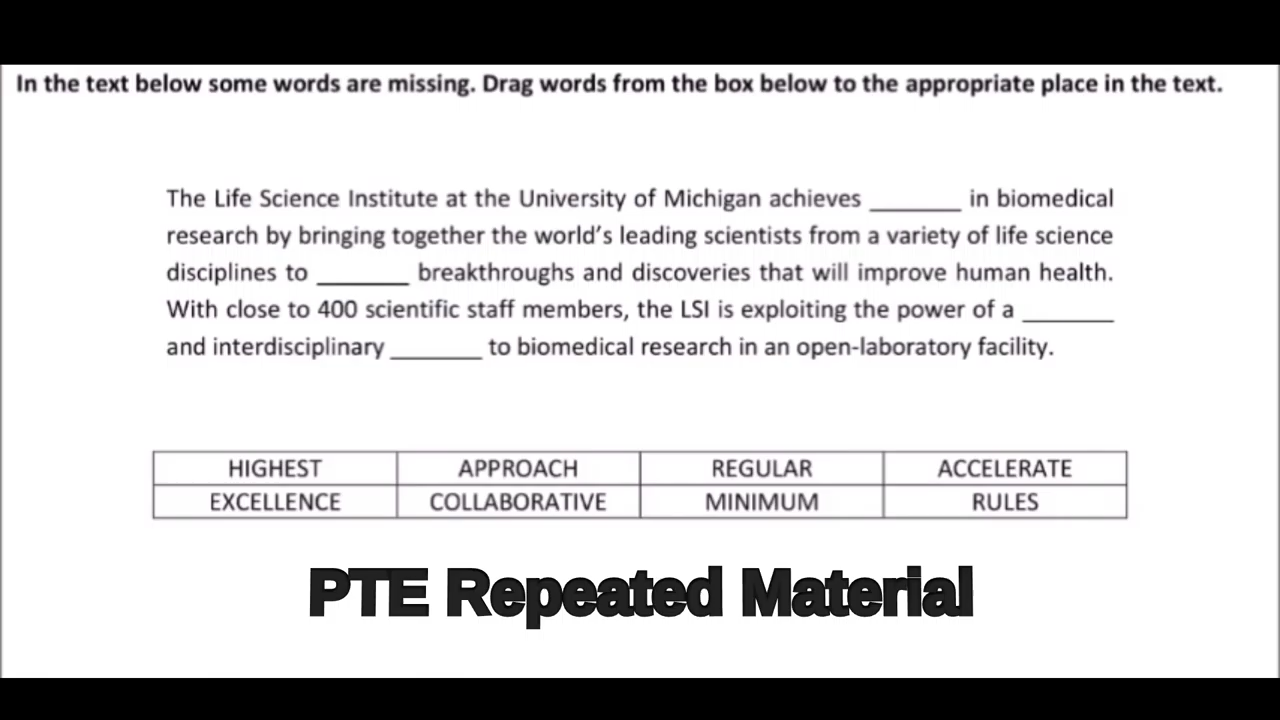 In the text below some words are missing. Drag words from the box below to the appropriate place in the text.
The Life Science Institute at the University of Michigan achieves _______ in biomedical
research by bringing together the world's leading scientists from a variety of life science
disciplines to _______ breakthroughs and discoveries that will improve human health.
With close to 400 scientific staff members, the LSI is exploiting the power of a _______
and interdisciplinary _______ to biomedical research in an open-laboratory facility.
HIGHEST APPROACH REGULAR ACCELERATE
EXCELLENCE COLLABORATIVE MINIMUM RULES
PTE Repeated Material